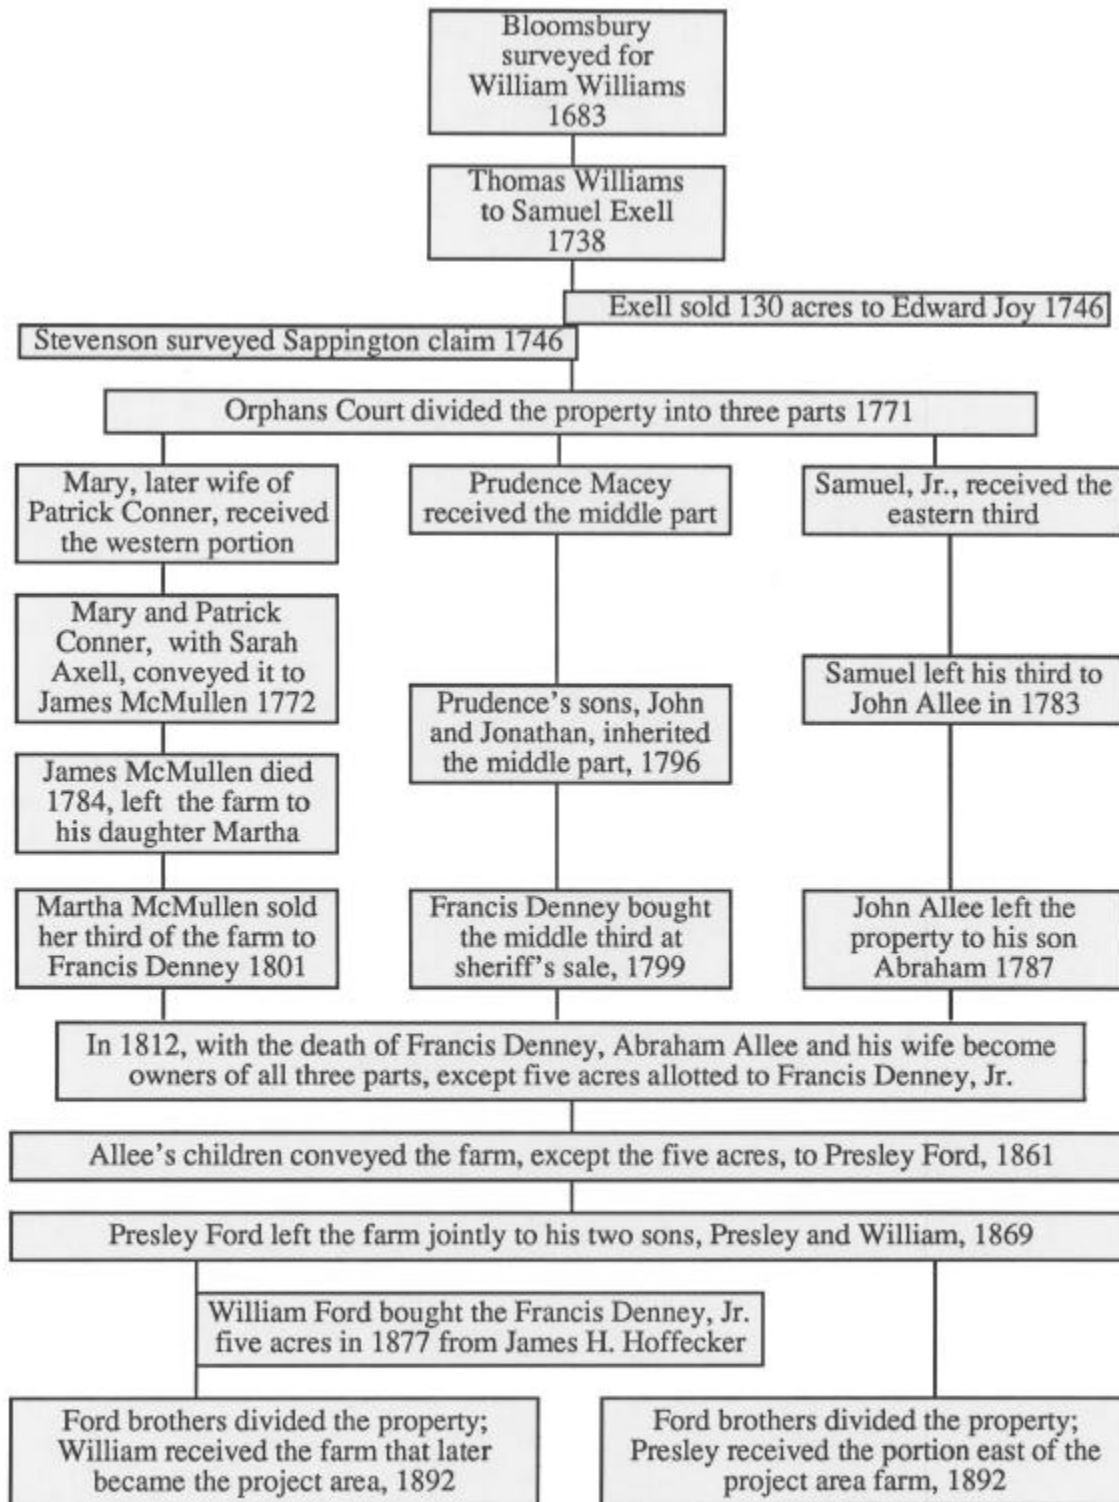 Bloomsbury
surveyed for
William Williams
1683
Thomas Williams
to Samuel Exell
1738
Exell sold 130 acres to Edward Joy 1746
Stevenson surveyed Sappington claim 1746
Orphans Court divided the property into three parts 1771
Mary, later wife of
Patrick Conner, received
the western portion
Prudence Macey
received the middle part
Samuel, Jr., received the
eastern third
Mary and Patrick
Conner, with Sarah
Axell, conveyed it to
James McMullen 1772
Prudence's sons, John
and Jonathan, inherited
the middle part, 1796
Samuel left his third to
John Allee in 1783
James McMullen died
1784, left the farm to
his daughter Martha
Martha McMullen sold
her third of the farm to
Francis Denney 1801
Francis Denney bought
the middle third at
sheriff's sale, 1799
John Allee left the
property to his son
Abraham 1787
In 1812, with the death of Francis Denney, Abraham Allee and his wife become
owners of all three parts, except five acres allotted to Francis Denney, Jr.
Allee's children conveyed the farm, except the five acres, to Presley Ford, 1861
Presley Ford left the farm jointly to his two sons, Presley and William, 1869
William Ford bought the Francis Denney, Jr.
five acres in 1877 from James H. Hoffecker
Ford brothers divided the property;
William received the farm that later
became the project area, 1892
Ford brothers divided the property;
Presley received the portion east of the
project area farm, 1892